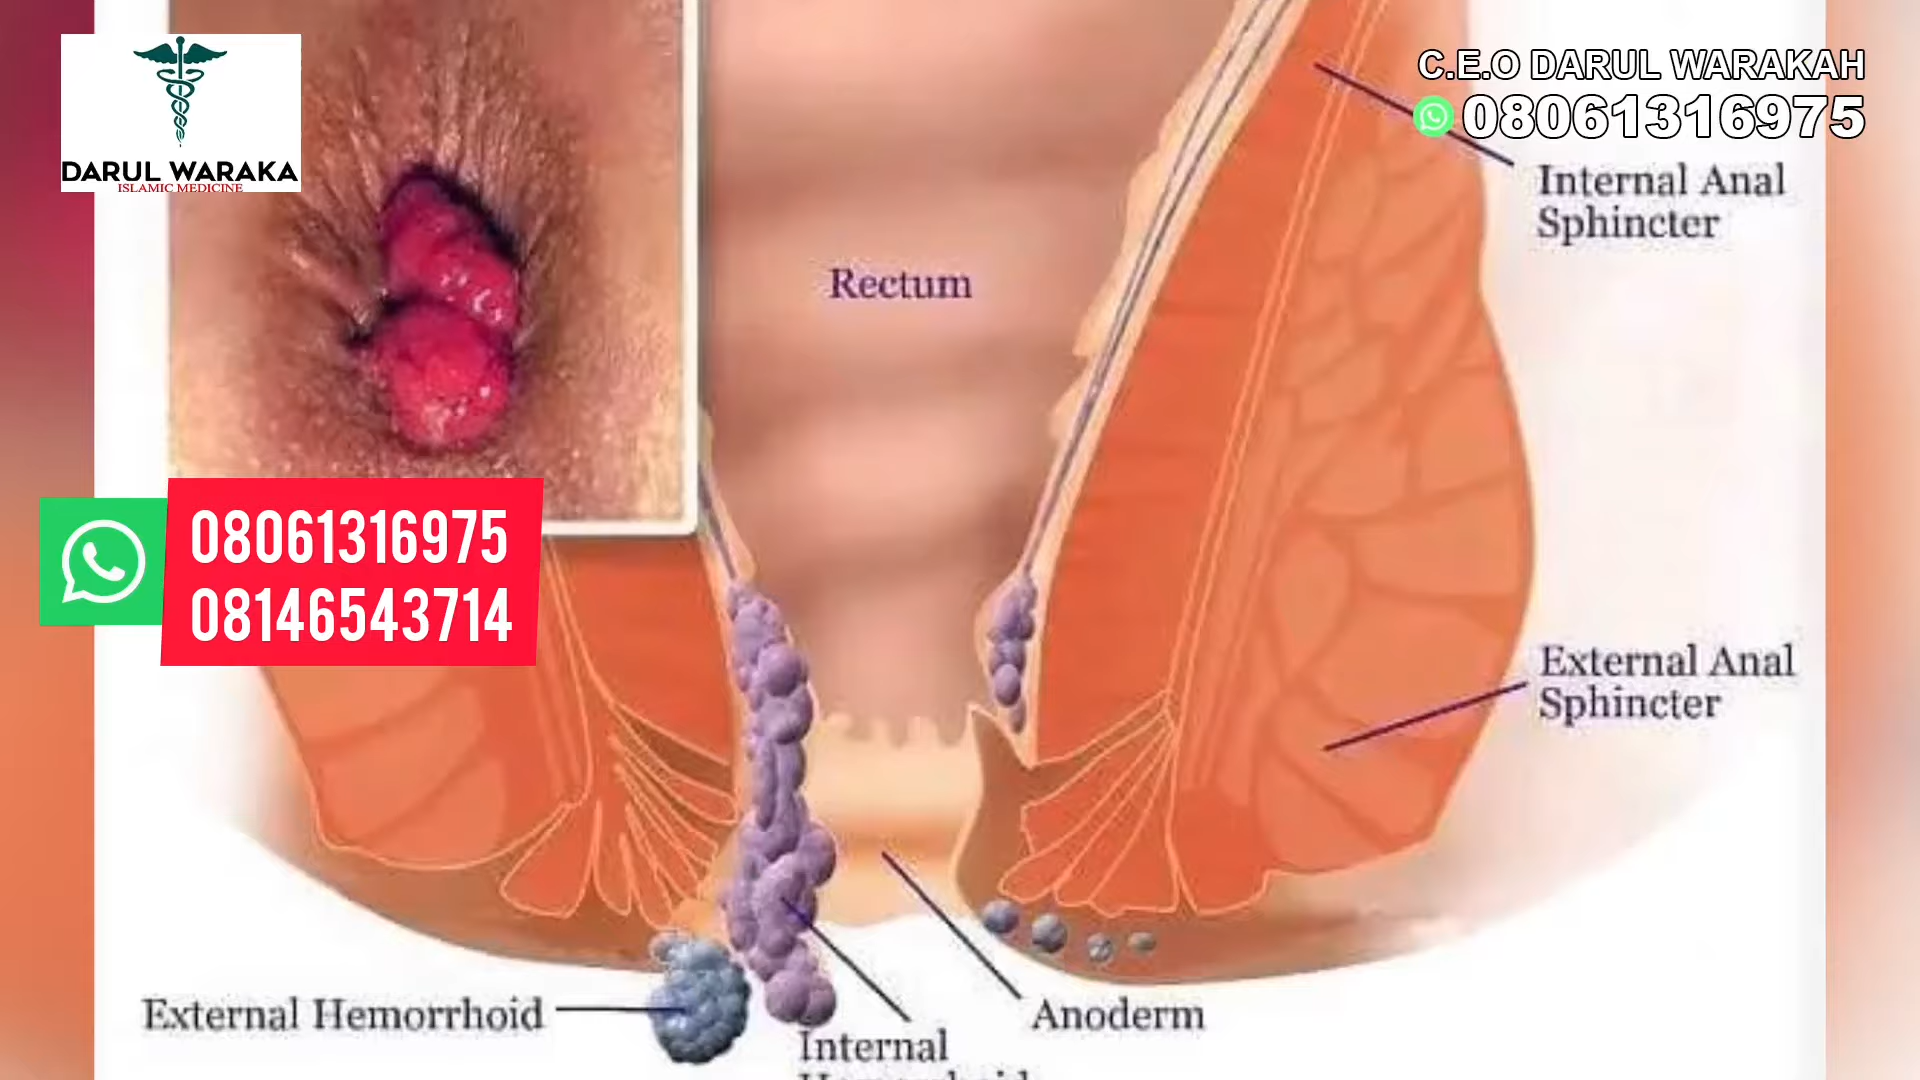 DARUL WARAKA
ISLAMIC MEDICINE
C.E.O DARUL WARAKAH
08061316975
Internal Anal
Sphincter
Rectum
08061316975
08146543714
External Anal
Sphincter
External Hemorrhoid
Anoderm
Internal